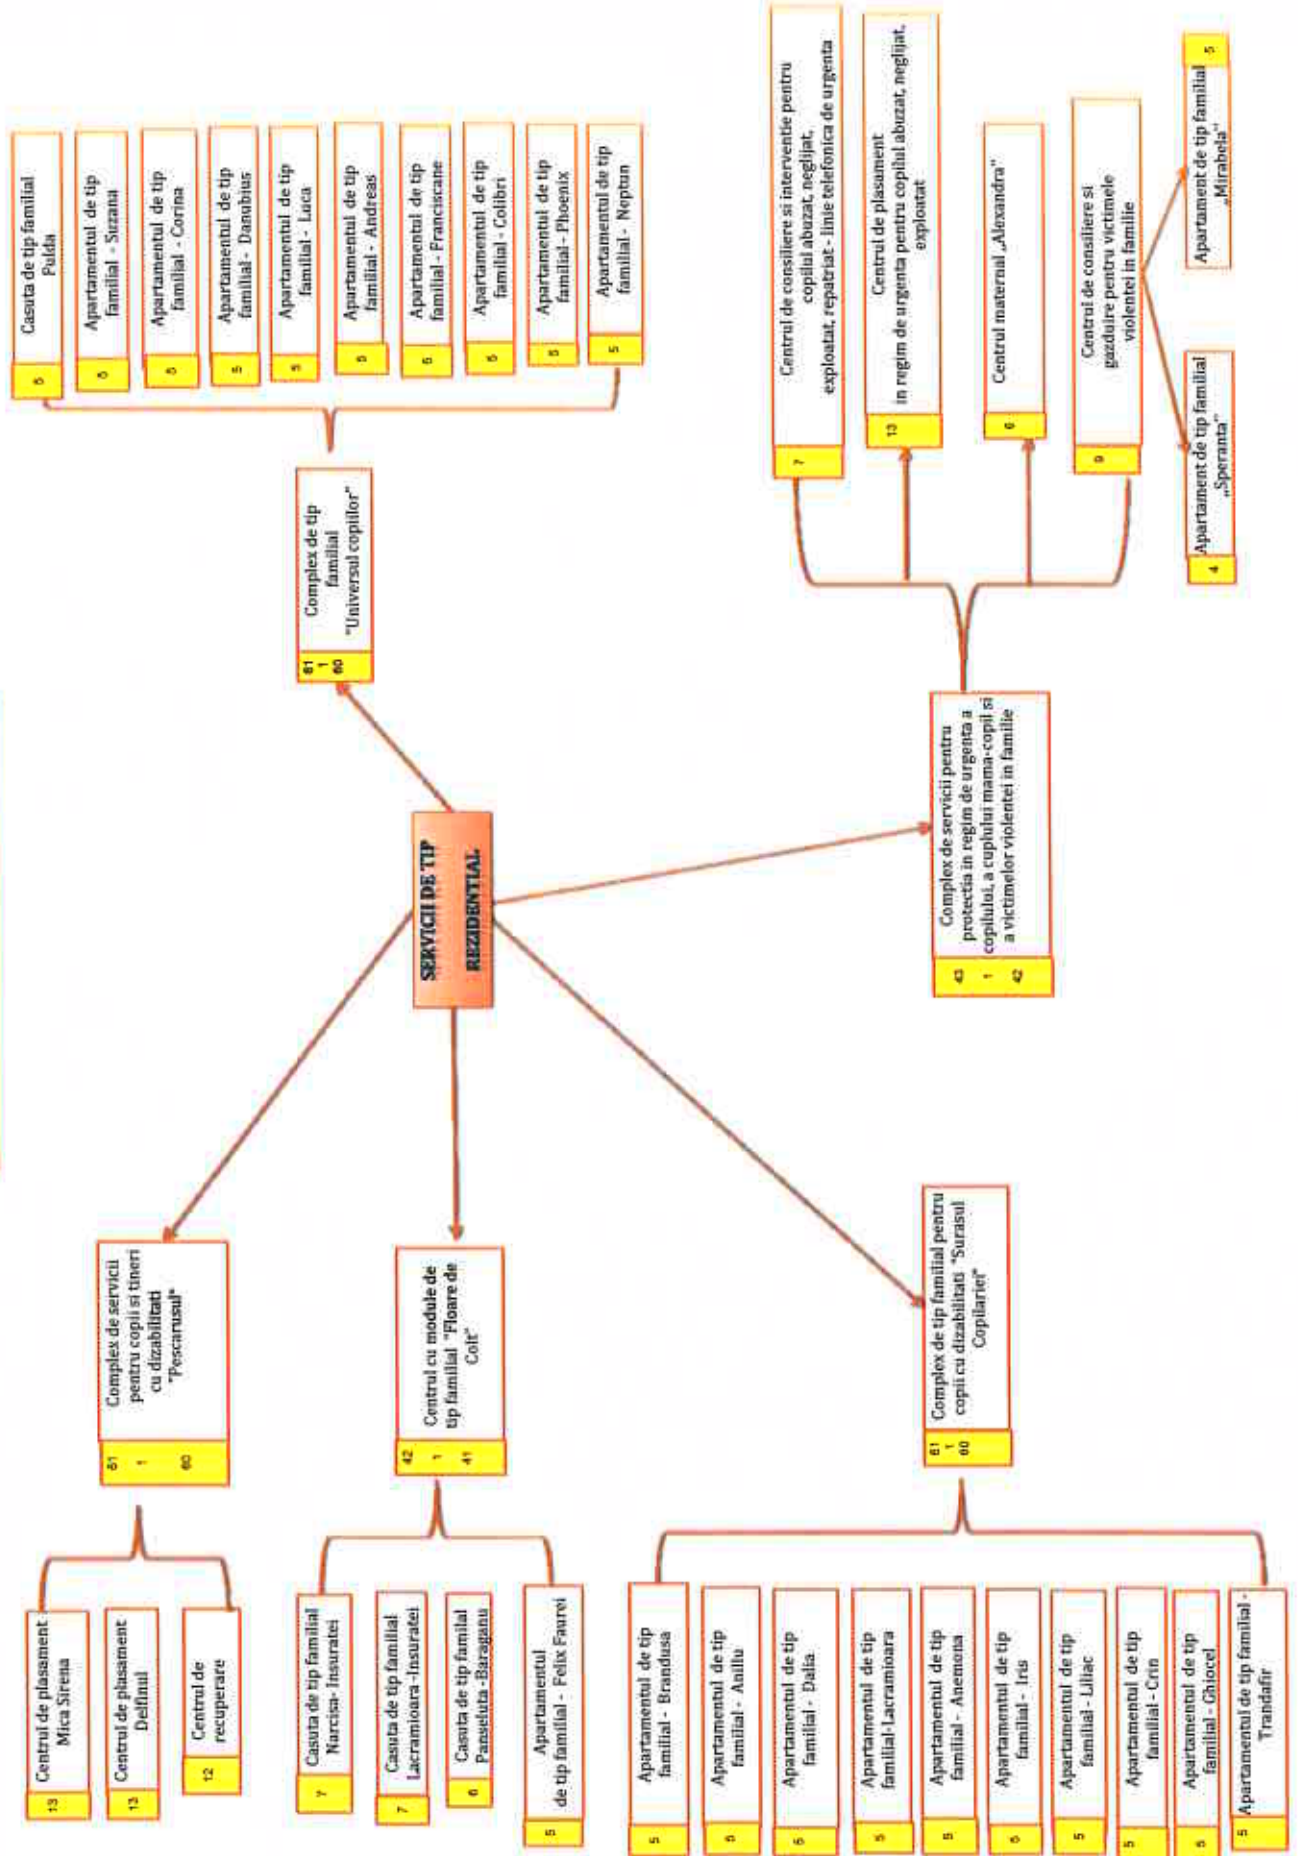 SERVICII DE TIP
REZIDENTIAL
Complex de servicii
pentru copii si tineri
cu dizabilitati
"Pescarusul"
61
1
60
Centrul de plasament
Mica Sirena
13
Centrul de plasament
Delfinul
13
Centrul de
recuperare
12
Centrul cu module de
tip familial "Floare de
Colt"
42
1
41
Casuta de tip familial
Narcisa- Insuratei
7
Casuta de tip familial
Lacramioara -Insuratei
7
Casuta de tip familal
Panseluta -Baraganu
6
Apartamentul
de tip familial - Felix Faurei
5
Complex de tip familial pentru
copii cu dizabilitati "Surasul
Copilariei"
61
1
60
Apartamentul de tip
familial - Brandusa
5
Apartamentul de tip
familial - Anillu
5
Apartamentul de tip
familial - Dalia
5
Apartamentul de tip
familial-Lacramioara
5
Apartamentul de tip
familial - Anemona
5
Apartamentul de tip
familial - Iris
5
Apartamentul de tip
familial - Liliac
5
Apartamentul de tip
familial - Crin
5
Apartamentul de tip
familial - Ghiocel
5
Apartamentul de tip familial -
Trandafir
5
Complex de tip
familial
"Universul copiilor"
61
1
60
Casuta de tip familial
Pulda
5
Apartamentul de tip
familial - Suzana
5
Apartamentul de tip
familial - Corina
5
Apartamentul de tip
familial- Danubius
5
Apartamentul de tip
familial - Luca
5
Apartamentul de tip
familial - Andreas
5
Apartamentul de tip
familial - Franciscane
5
Apartamentul de tip
familial - Colibri
5
Apartamentul de tip
familial- Phoenix
5
Apartamentul de tip
familial- Neptun
5
Complex de servicii pentru
protectia in regim de urgenta a
copilului, a cuplului mama-copil si
a victimelor violentei in familie
43
1
42
Centrul de consiliere si interventie pentru
copilul abuzat, neglijat,
exploatat, repatriat - linie telefonica de urgenta
7
Centrul de plasament
in regim de urgenta pentru copilul abuzat, neglijat,
exploatat
13
Centrul maternal „Alexandra"
6
Centrul de consiliere si
gazduire pentru victimele
violentei in familie
9
Apartament de tip familial
„Speranta"
4
Apartament de tip familial
„Mirabela"
5